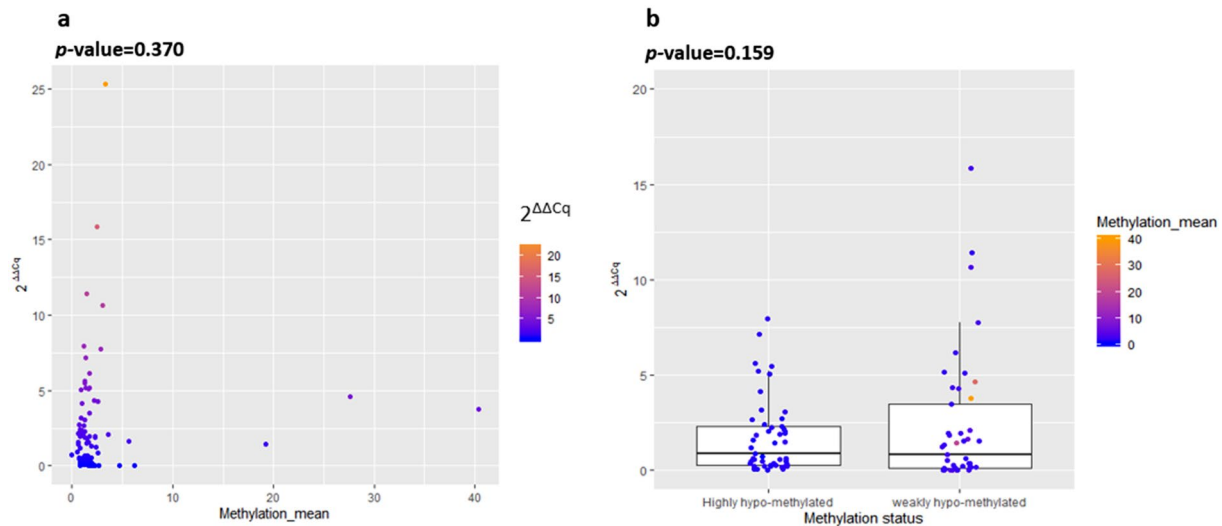 a
p-value=0.370
25
20
15
10
5
0
2^ΔΔCq
0
10
20
30
40
Methylation_mean
2^ΔΔCq
20
15
10
5
b
p-value=0.159
20
15
10
5
0
2^ΔΔCq
Highly hypo-methylated
weakly hypo-methylated
Methylation status
Methylation_mean
40
30
20
10
0